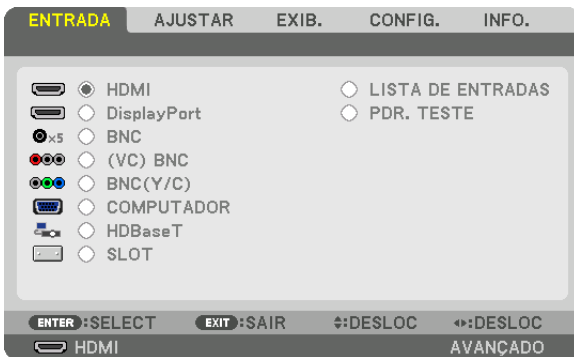 ENTRADA AJUSTAR EXIB. CONFIG. INFO.
HDMI LISTA DE ENTRADAS
DisplayPort PDR. TESTE
×5 BNC
(VC) BNC
BNC(Y/C)
COMPUTADOR
HDBaseT
SLOT
ENTER :SELECT EXIT :SAIR :DESLOC :DESLOC
HDMI AVANÇADO